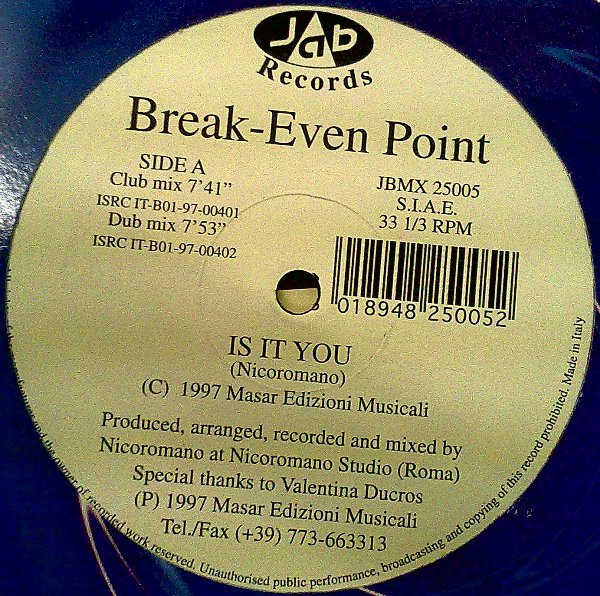 Jab
Records
Break-Even Point
SIDE A
Club mix 7'41"
ISRC IT-B01-97-00401
Dub mix 7'53"
ISRC IT-B01-97-00402
JBMX 25005
S.I.A.E.
33 1/3 RPM
018948 250052
IS IT YOU
(Nicoromano)
(C) 1997 Masar Edizioni Musicali
Produced, arranged, recorded and mixed by
Nicoromano at Nicoromano Studio (Roma)
Special thanks to Valentina Ducros
(P) 1997 Masar Edizioni Musicali
Tel./Fax (+39) 773-663313
of recorded work reserved. Unauthorised public performance, broadcasting and copying of this record prohibited. Made in Italy